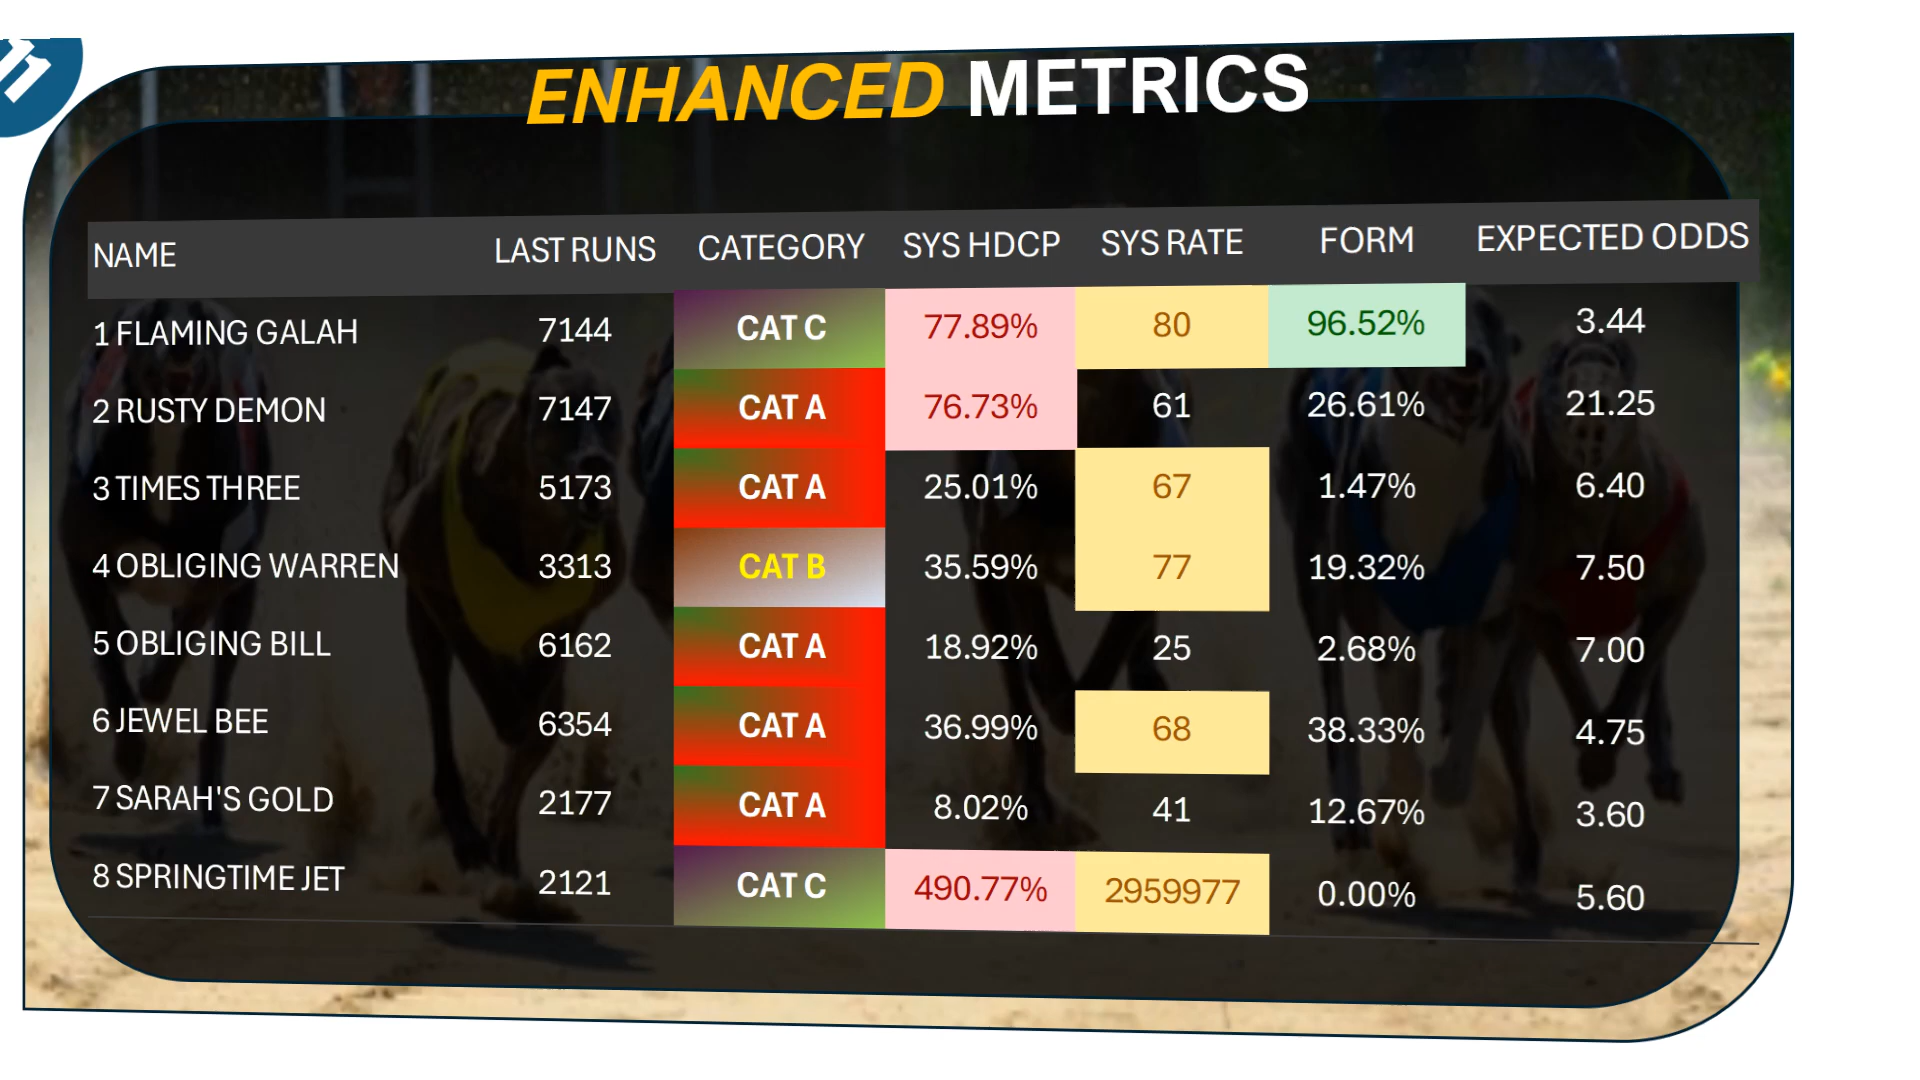 ENHANCED METRICS
NAME LAST RUNS CATEGORY SYS HDCP SYS RATE FORM EXPECTED ODDS
1 FLAMING GALAH 7144 CAT C 77.89% 80 96.52% 3.44
2 RUSTY DEMON 7147 CAT A 76.73% 61 26.61% 21.25
3 TIMES THREE 5173 CAT A 25.01% 67 1.47% 6.40
4 OBLIGING WARREN 3313 CAT B 35.59% 77 19.32% 7.50
5 OBLIGING BILL 6162 CAT A 18.92% 25 2.68% 7.00
6 JEWEL BEE 6354 CAT A 36.99% 68 38.33% 4.75
7 SARAH'S GOLD 2177 CAT A 8.02% 41 12.67% 3.60
8 SPRINGTIME JET 2121 CAT C 490.77% 2959977 0.00% 5.60